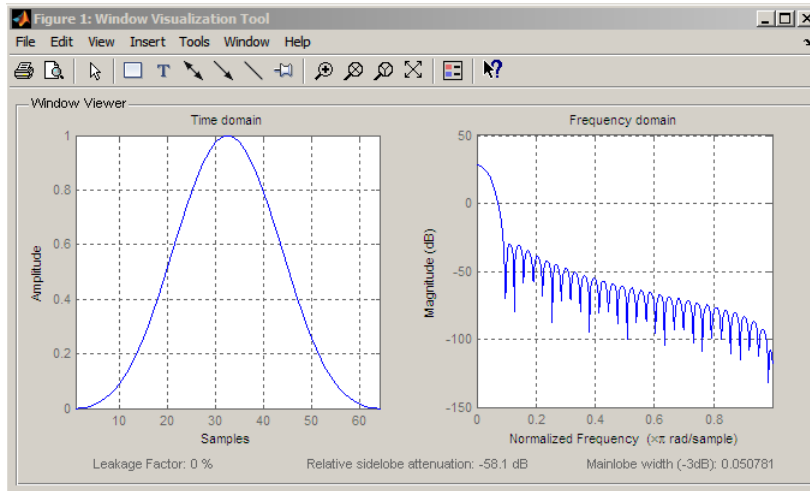 Figure 1: Window Visualization Tool
File Edit View Insert Tools Window Help
T
?
Window Viewer
Time domain
1
0.8
0.6
0.4
0.2
0
Amplitude
10 20 30 40 50 60
Samples
Frequency domain
50
0
-50
-100
-150
Magnitude (dB)
0 0.2 0.4 0.6 0.8
Normalized Frequency (×π rad/sample)
Leakage Factor: 0 %
Relative sidelobe attenuation: -58.1 dB
Mainlobe width (-3dB): 0.050781